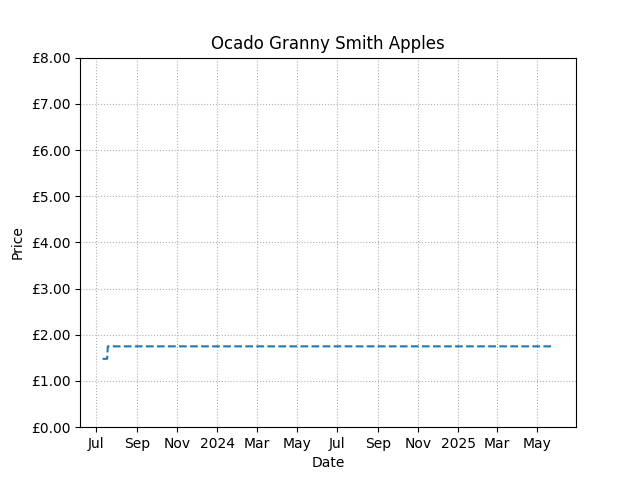 Ocado Granny Smith Apples
£8.00
£7.00
£6.00
£5.00
£4.00
£3.00
£2.00
£1.00
£0.00
Price
Jul Sep Nov 2024 Mar May Jul Sep Nov 2025 Mar May
Date